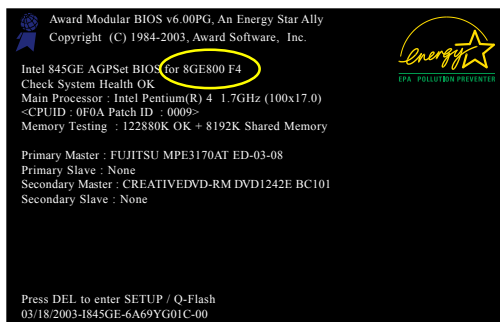 Award Modular BIOS v6.00PG, An Energy Star Ally
Copyright (C) 1984-2003, Award Software, Inc.
energy
EPA POLLUTION PREVENTER
Intel 845GE AGPSet BIOS for 8GE800 F4
Check System Health OK
Main Processor : Intel Pentium(R) 4 1.7GHz (100x17.0)
<CPUID : 0F0A Patch ID : 0009>
Memory Testing : 122880K OK + 8192K Shared Memory
Primary Master : FUJITSU MPE3170AT ED-03-08
Primary Slave : None
Secondary Master : CREATIVEDVD-RM DVD1242E BC101
Secondary Slave : None
Press DEL to enter SETUP / Q-Flash
03/18/2003-I845GE-6A69YG01C-00